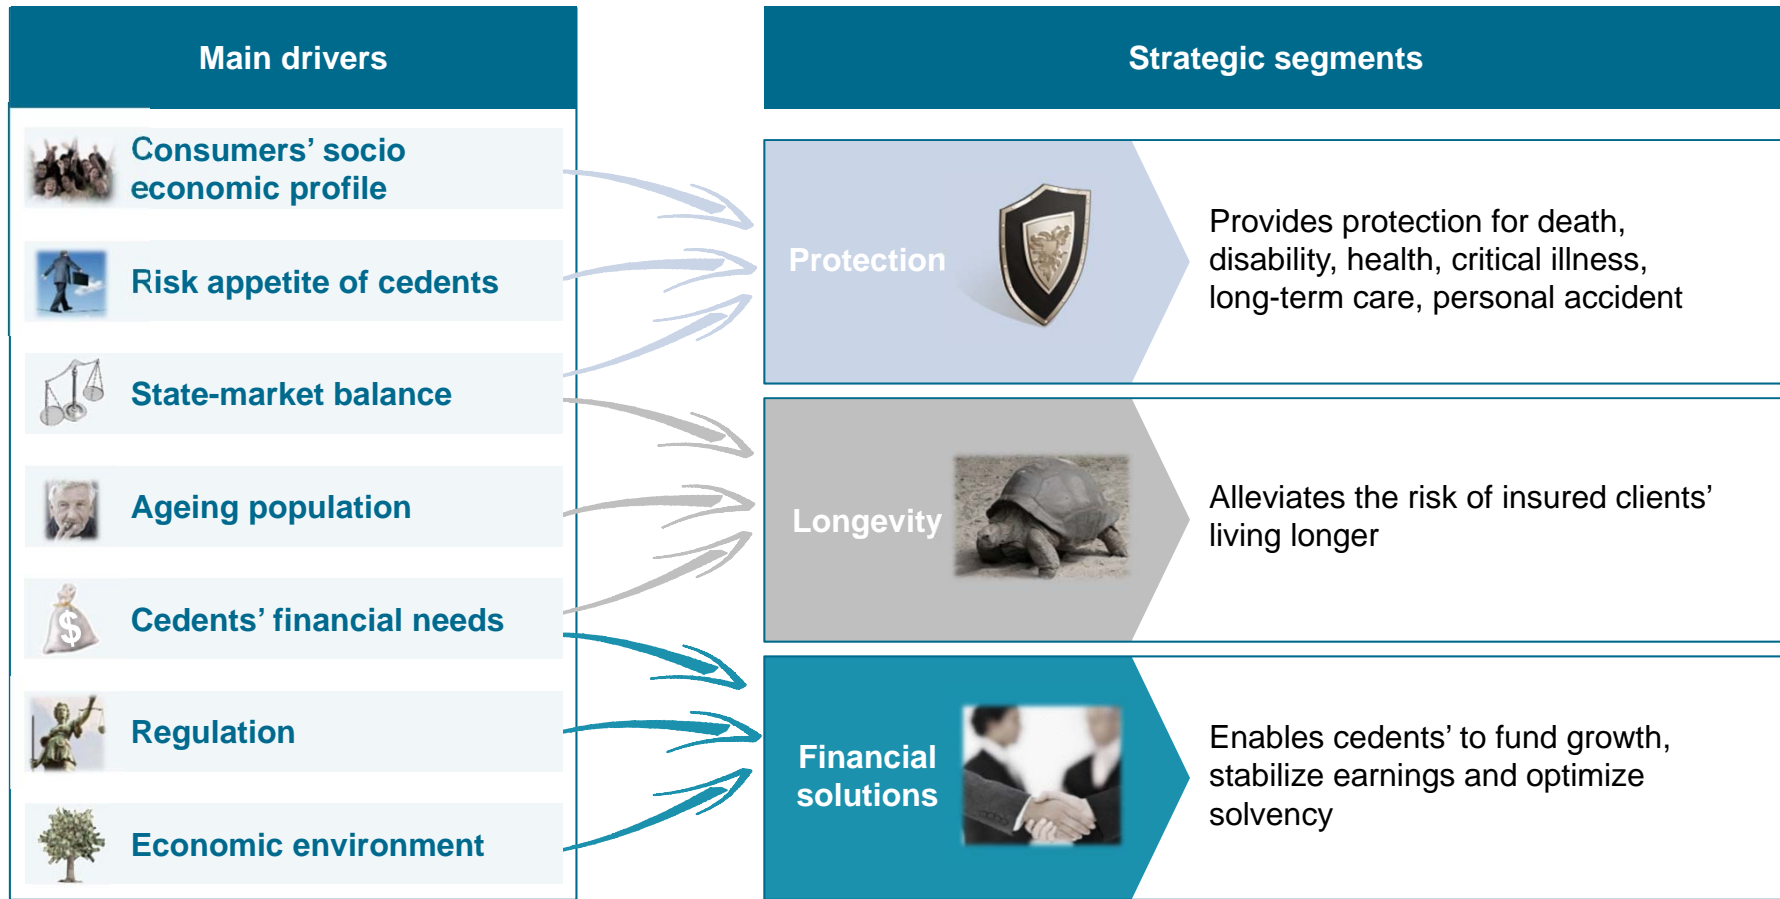 Main drivers
Consumers’ socio
economic profile
Risk appetite of cedents
State-market balance
Ageing population
$
Cedents’ financial needs
Regulation
Economic environment
Strategic segments
Protection
Provides protection for death,
disability, health, critical illness,
long-term care, personal accident
Longevity
Alleviates the risk of insured clients’
living longer
Financial
solutions
Enables cedents’ to fund growth,
stabilize earnings and optimize
solvency